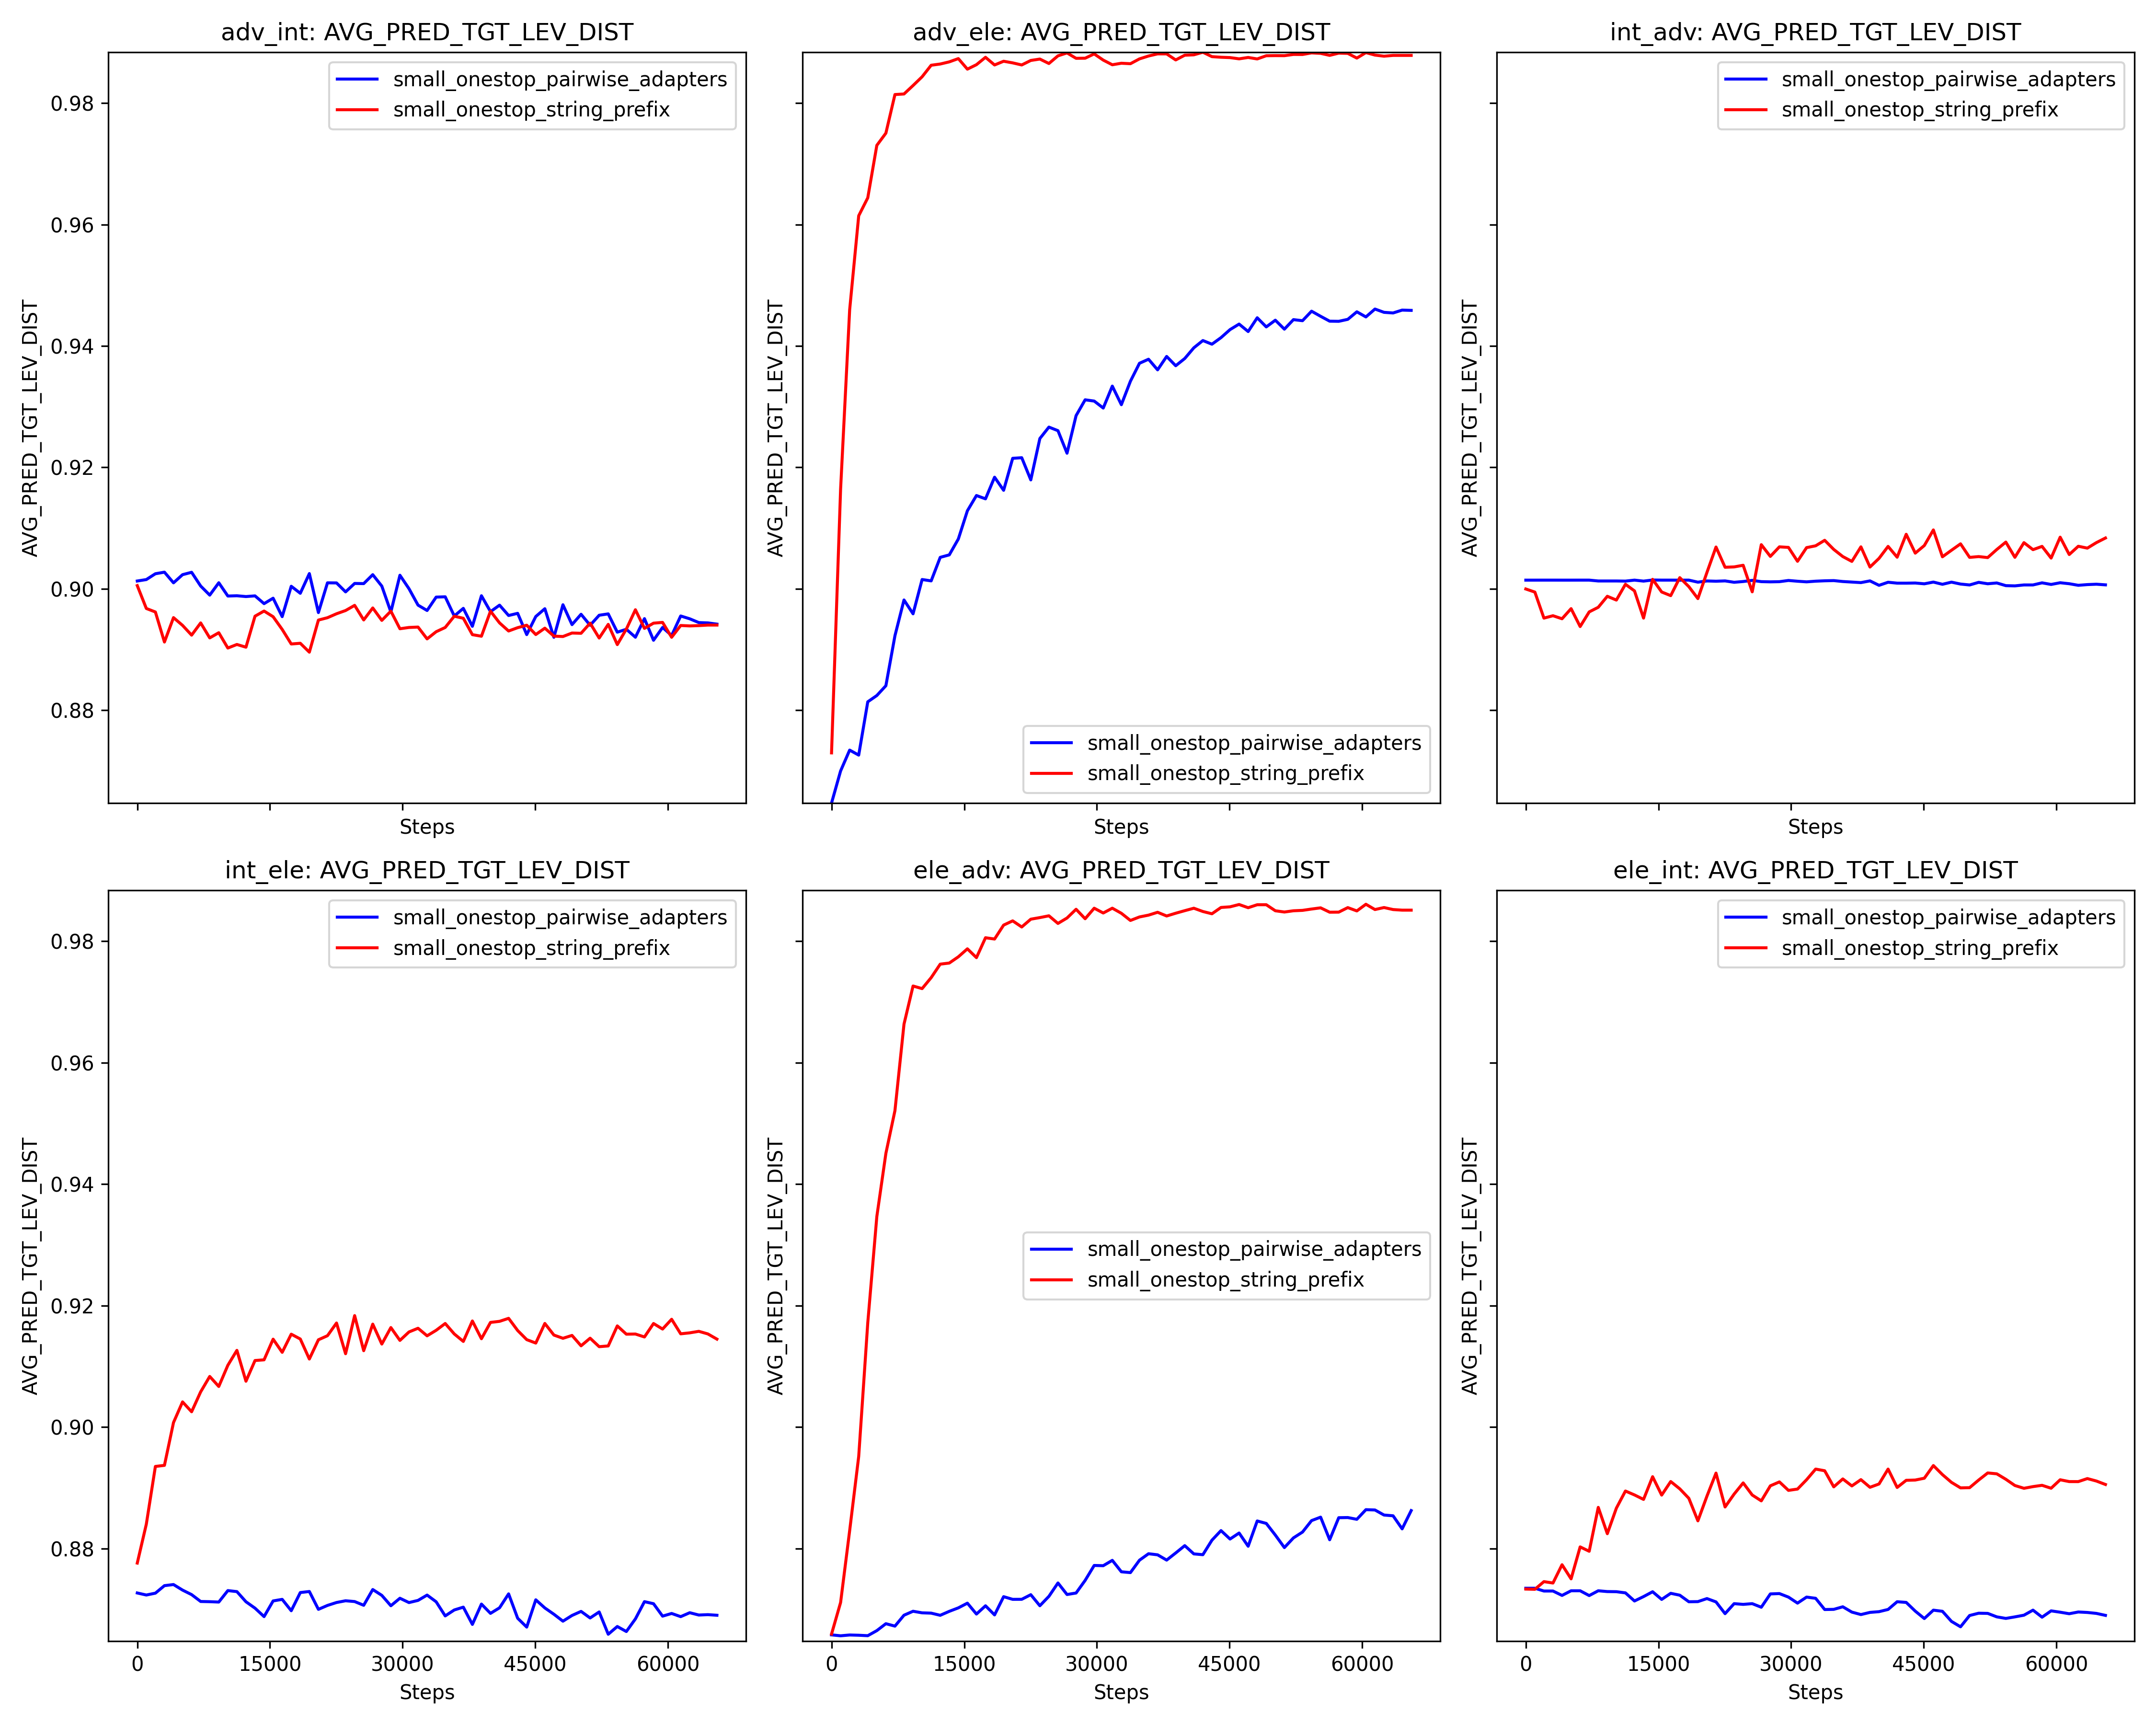 adv_int: AVG_PRED_TGT_LEV_DIST
AVG_PRED_TGT_LEV_DIST
0.98
0.96
0.94
0.92
0.90
0.88
small_onestop_pairwise_adapters
small_onestop_string_prefix
Steps
adv_ele: AVG_PRED_TGT_LEV_DIST
AVG_PRED_TGT_LEV_DIST
small_onestop_pairwise_adapters
small_onestop_string_prefix
Steps
int_adv: AVG_PRED_TGT_LEV_DIST
AVG_PRED_TGT_LEV_DIST
small_onestop_pairwise_adapters
small_onestop_string_prefix
Steps
int_ele: AVG_PRED_TGT_LEV_DIST
AVG_PRED_TGT_LEV_DIST
0.98
0.96
0.94
0.92
0.90
0.88
small_onestop_pairwise_adapters
small_onestop_string_prefix
0 15000 30000 45000 60000
Steps
ele_adv: AVG_PRED_TGT_LEV_DIST
AVG_PRED_TGT_LEV_DIST
small_onestop_pairwise_adapters
small_onestop_string_prefix
0 15000 30000 45000 60000
Steps
ele_int: AVG_PRED_TGT_LEV_DIST
AVG_PRED_TGT_LEV_DIST
small_onestop_pairwise_adapters
small_onestop_string_prefix
0 15000 30000 45000 60000
Steps